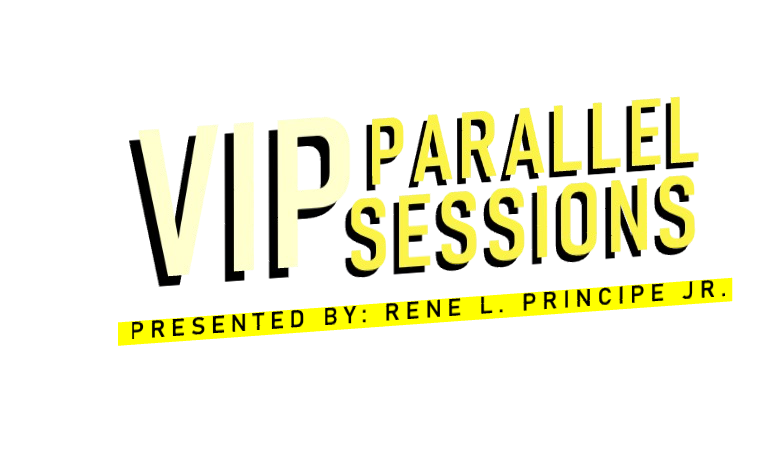 VIP PARALLEL
SESSIONS
PRESENTED BY: RENE L. PRINCIPE JR.